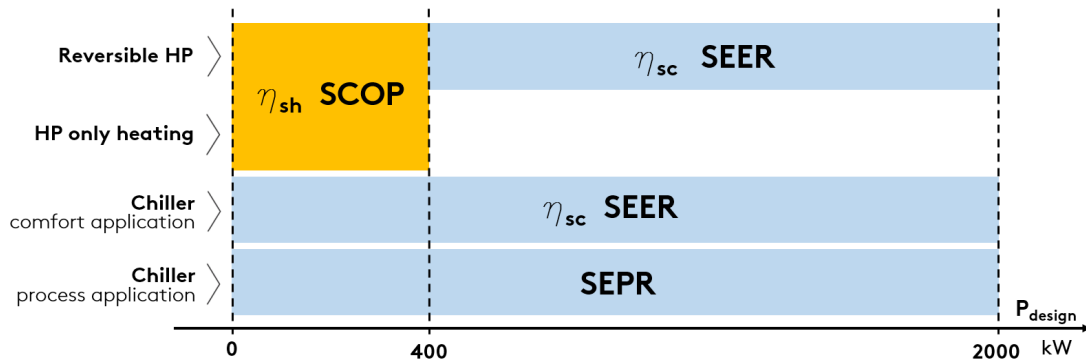 Reversible HP
ηsc SEER
ηsh SCOP
HP only heating
Chiller
comfort application
ηsc SEER
Chiller
process application
SEPR
Pdesign
0
400
2000
kW